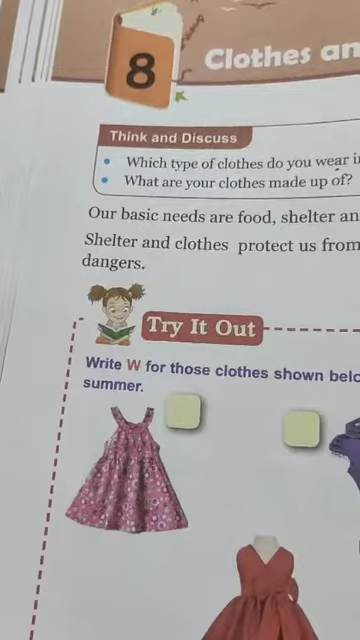 8
Clothes an
Think and Discuss
• Which type of clothes do you wear i
• What are your clothes made up of?
Our basic needs are food, shelter an
Shelter and clothes protect us from
dangers.
Try It Out
Write W for those clothes shown belo
summer.